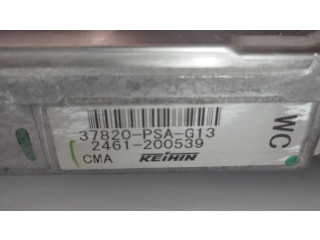 37820-PSA-G13
2461-200539
CMA KEIHIN
WC